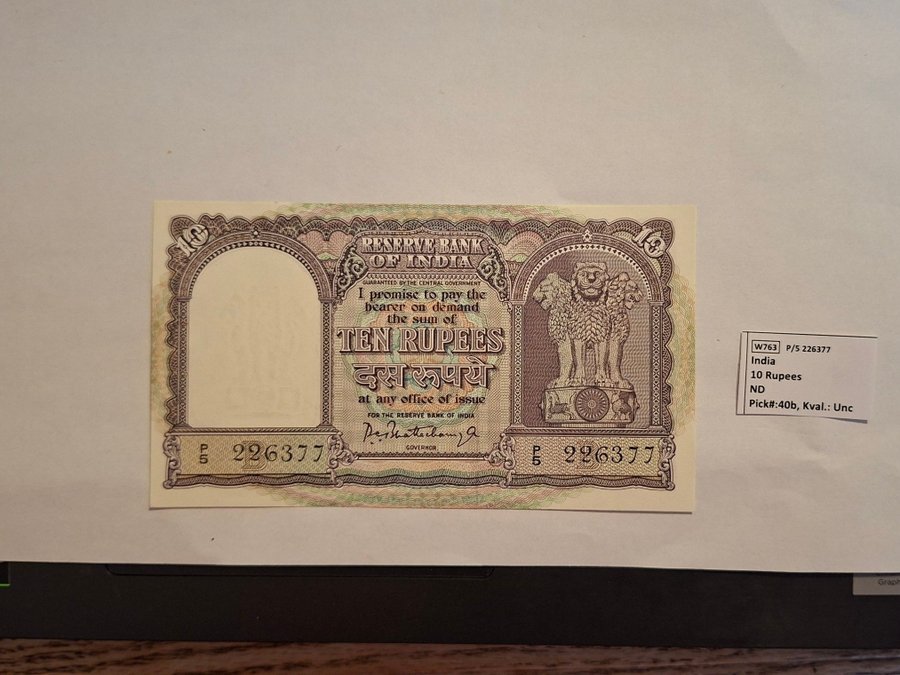 10
10
RESERVE BANK
OF INDIA
GUARANTEED BY THE CENTRAL GOVERNMENT
I promise to pay the
bearer on demand
the sum of
TEN RUPEES
दस रूपये
at any office of issue
FOR THE RESERVE BANK OF INDIA
GOVERNOR.
P/5 226377
P/5 226377
W763 P/5 226377
India
10 Rupees
ND
Pick#:40b, Kval.: Unc
Graph